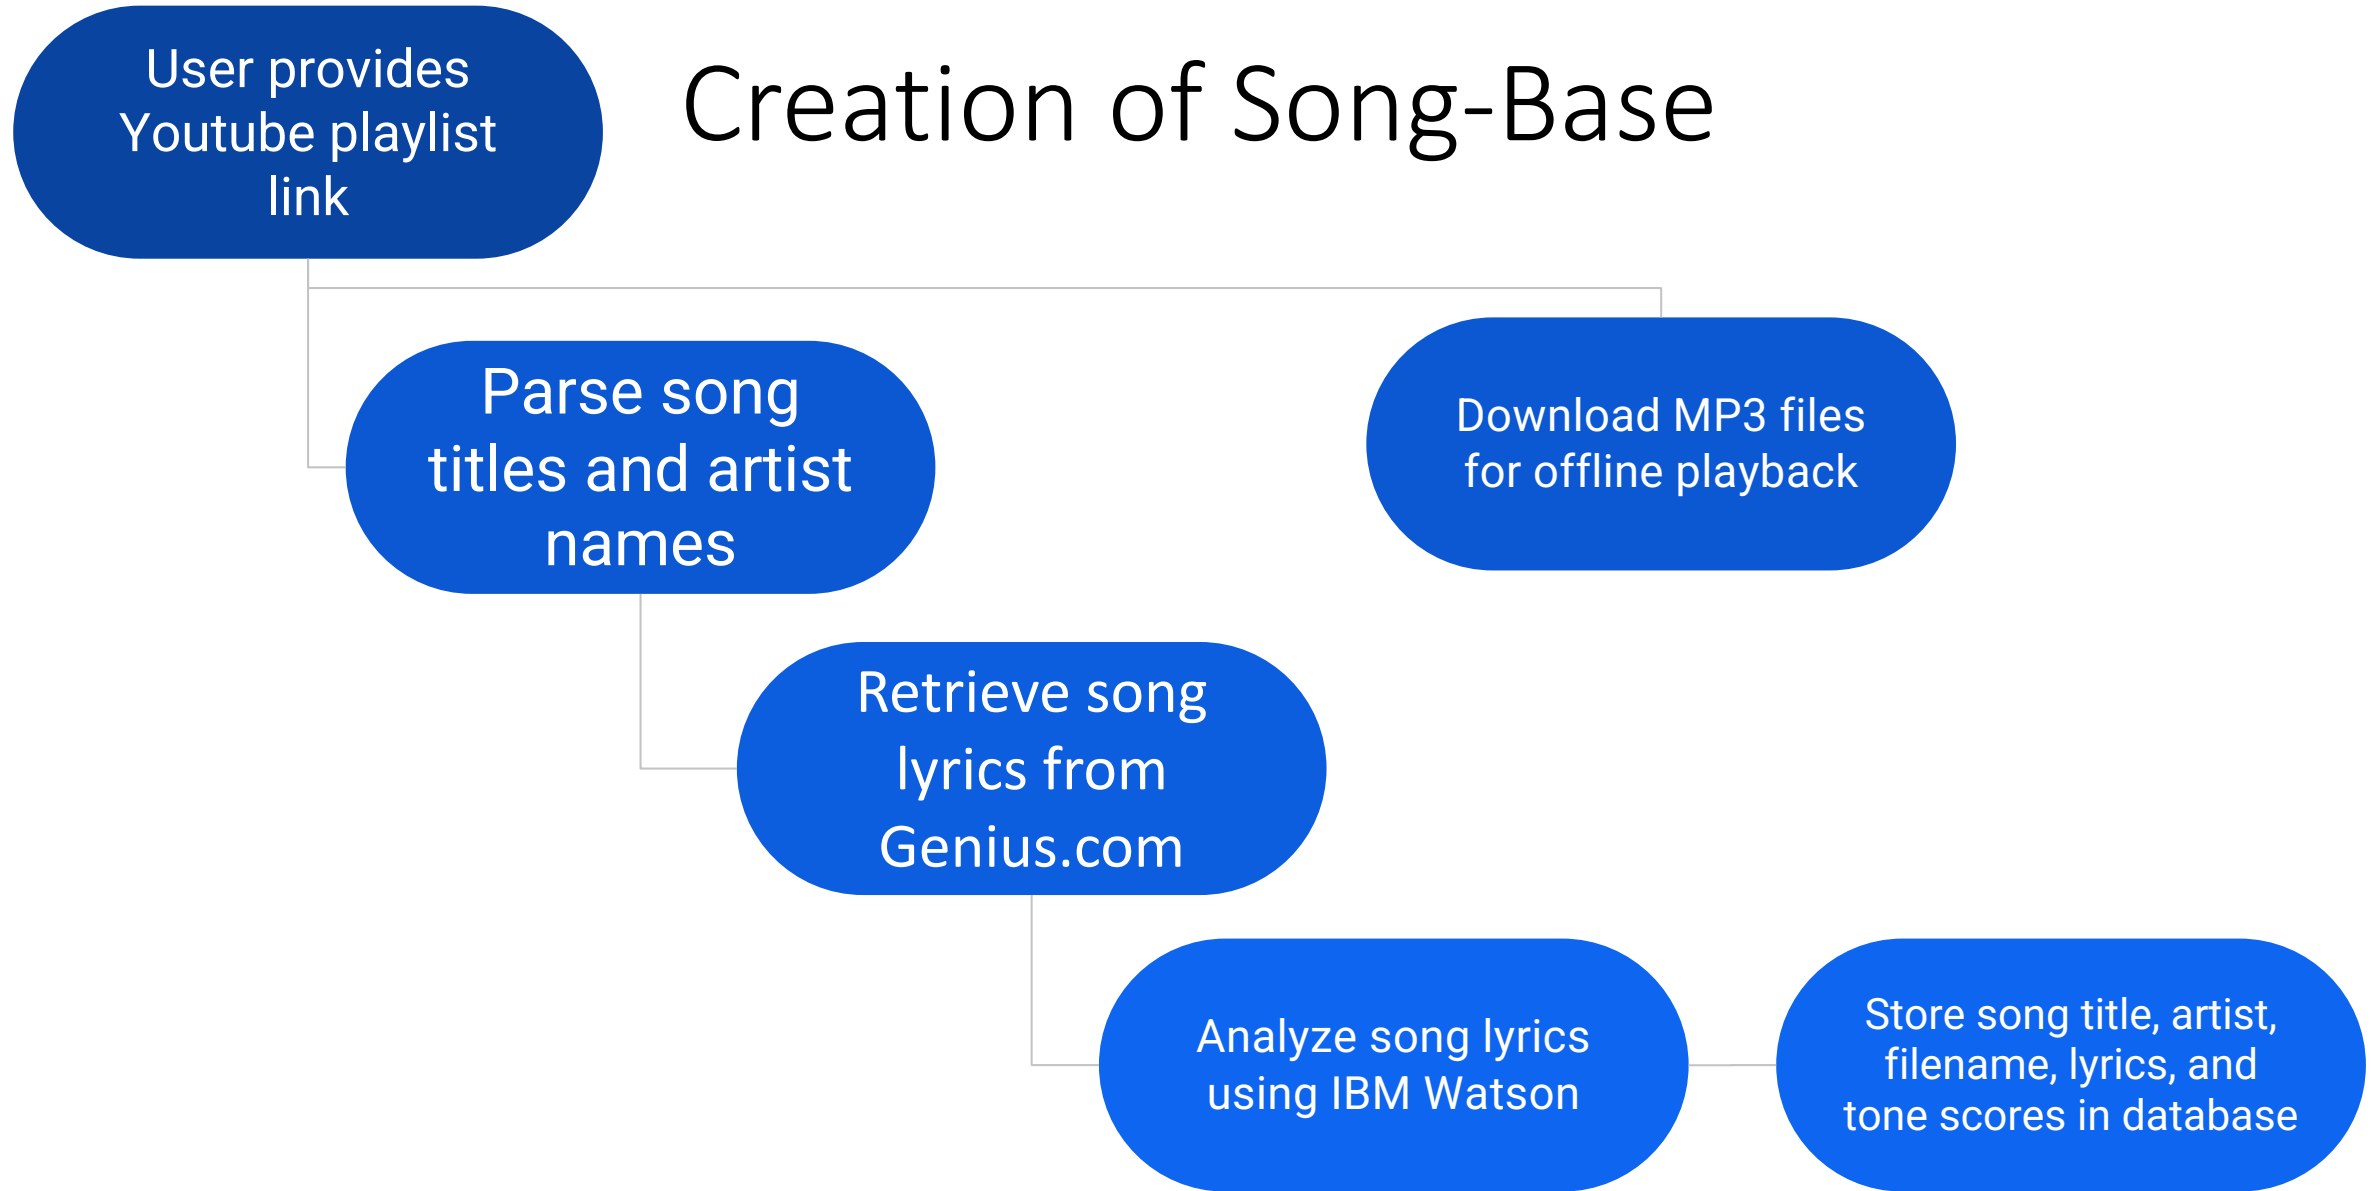 User provides
Youtube playlist
link
Creation of Song-Base
Parse song
titles and artist
names
Download MP3 files
for offline playback
Retrieve song
lyrics from
Genius.com
Analyze song lyrics
using IBM Watson
Store song title, artist,
filename, lyrics, and
tone scores in database